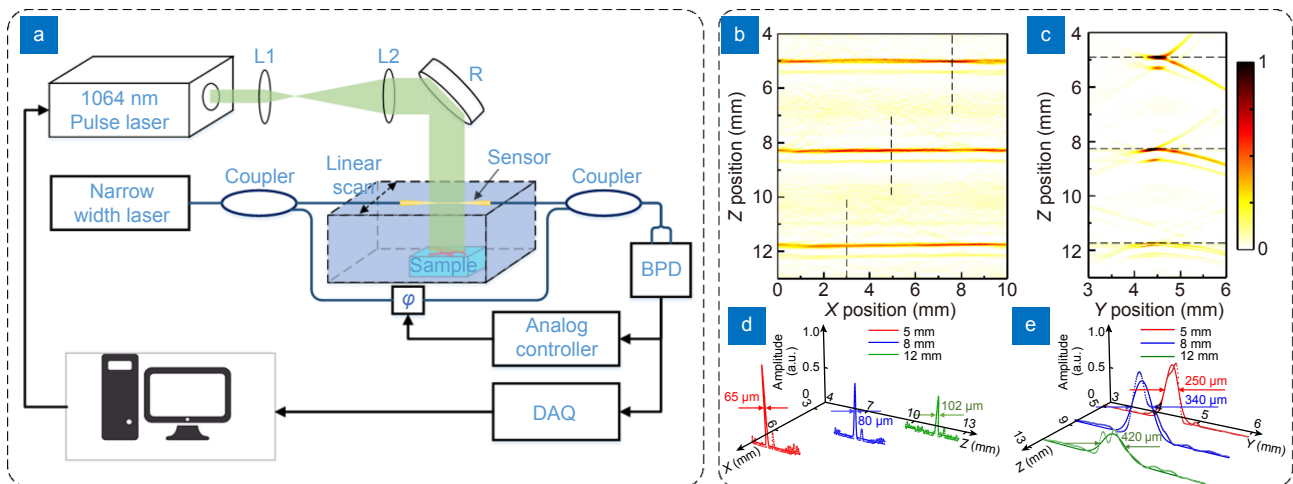 a
L1
L2
R
1064 nm
Pulse laser
Linear
scan
Sensor
Coupler
Coupler
Narrow
width laser
Sample
BPD
φ
Analog
controller
DAQ
b
4
6
8
10
12
Z position (mm)
0
2
4
6
8
10
X position (mm)
c
4
6
8
10
12
Z position (mm)
3
4
5
6
Y position (mm)
1
0
d
1.0
0.5
0
Amplitude
(a.u.)
5 mm
8 mm
12 mm
65 μm
80 μm
102 μm
3
6
X (mm)
4
7
10
13
Z (mm)
e
1.0
0.5
0
Amplitude
(a.u.)
5 mm
8 mm
12 mm
250 μm
340 μm
420 μm
5
9
13
Z (mm)
3
5
6
Y (mm)